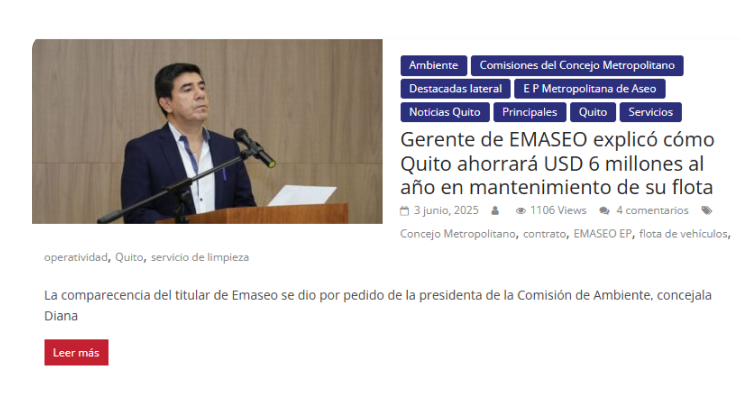 Ambiente Comisiones del Concejo Metropolitano
Destacadas lateral E P Metropolitana de Aseo
Noticias Quito Principales Quito Servicios
Gerente de EMASEO explicó cómo
Quito ahorrará USD 6 millones al
año en mantenimiento de su flota
3 junio, 2025 1106 Views 4 comentarios
Concejo Metropolitano, contrato, EMASEO EP, flota de vehículos,
operatividad, Quito, servicio de limpieza
La comparecencia del titular de Emaseo se dio por pedido de la presidenta de la Comisión de Ambiente, concejala
Diana
Leer más